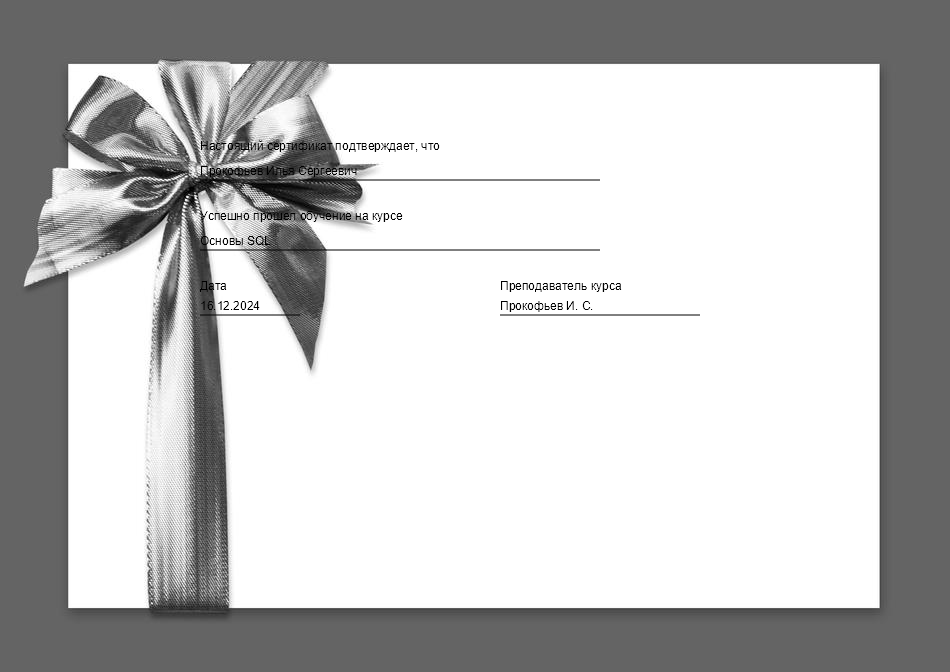 Настоящий сертификат подтверждает, что
Прокофьев Илья Сергеевич
Успешно прошел обучение на курсе
Основы SQL
Дата
Преподаватель курса
16.12.2024
Прокофьев И. С.